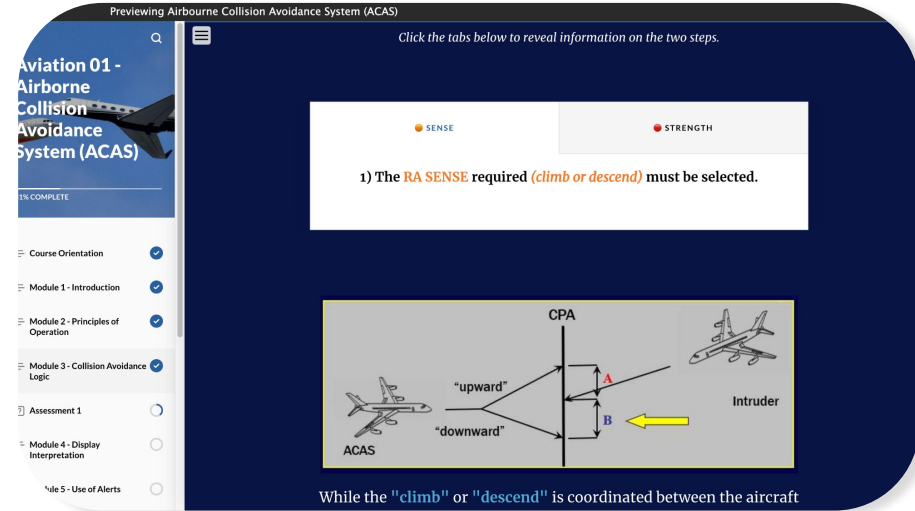 Previewing Airbourne Collision Avoidance System (ACAS)
Aviation 01 -
Airborne
Collision
Avoidance
System (ACAS)
1% COMPLETE
Course Orientation
Module 1 - Introduction
Module 2 - Principles of
Operation
Module 3 - Collision Avoidance
Logic
Assessment 1
Module 4 - Display
Interpretation
ule 5 - Use of Alerts
Click the tabs below to reveal information on the two steps.
SENSE
STRENGTH
1) The RA SENSE required (climb or descend) must be selected.
CPA
A
"upward"
Intruder
B
"downward"
ACAS
While the "climb" or "descend" is coordinated between the aircraft